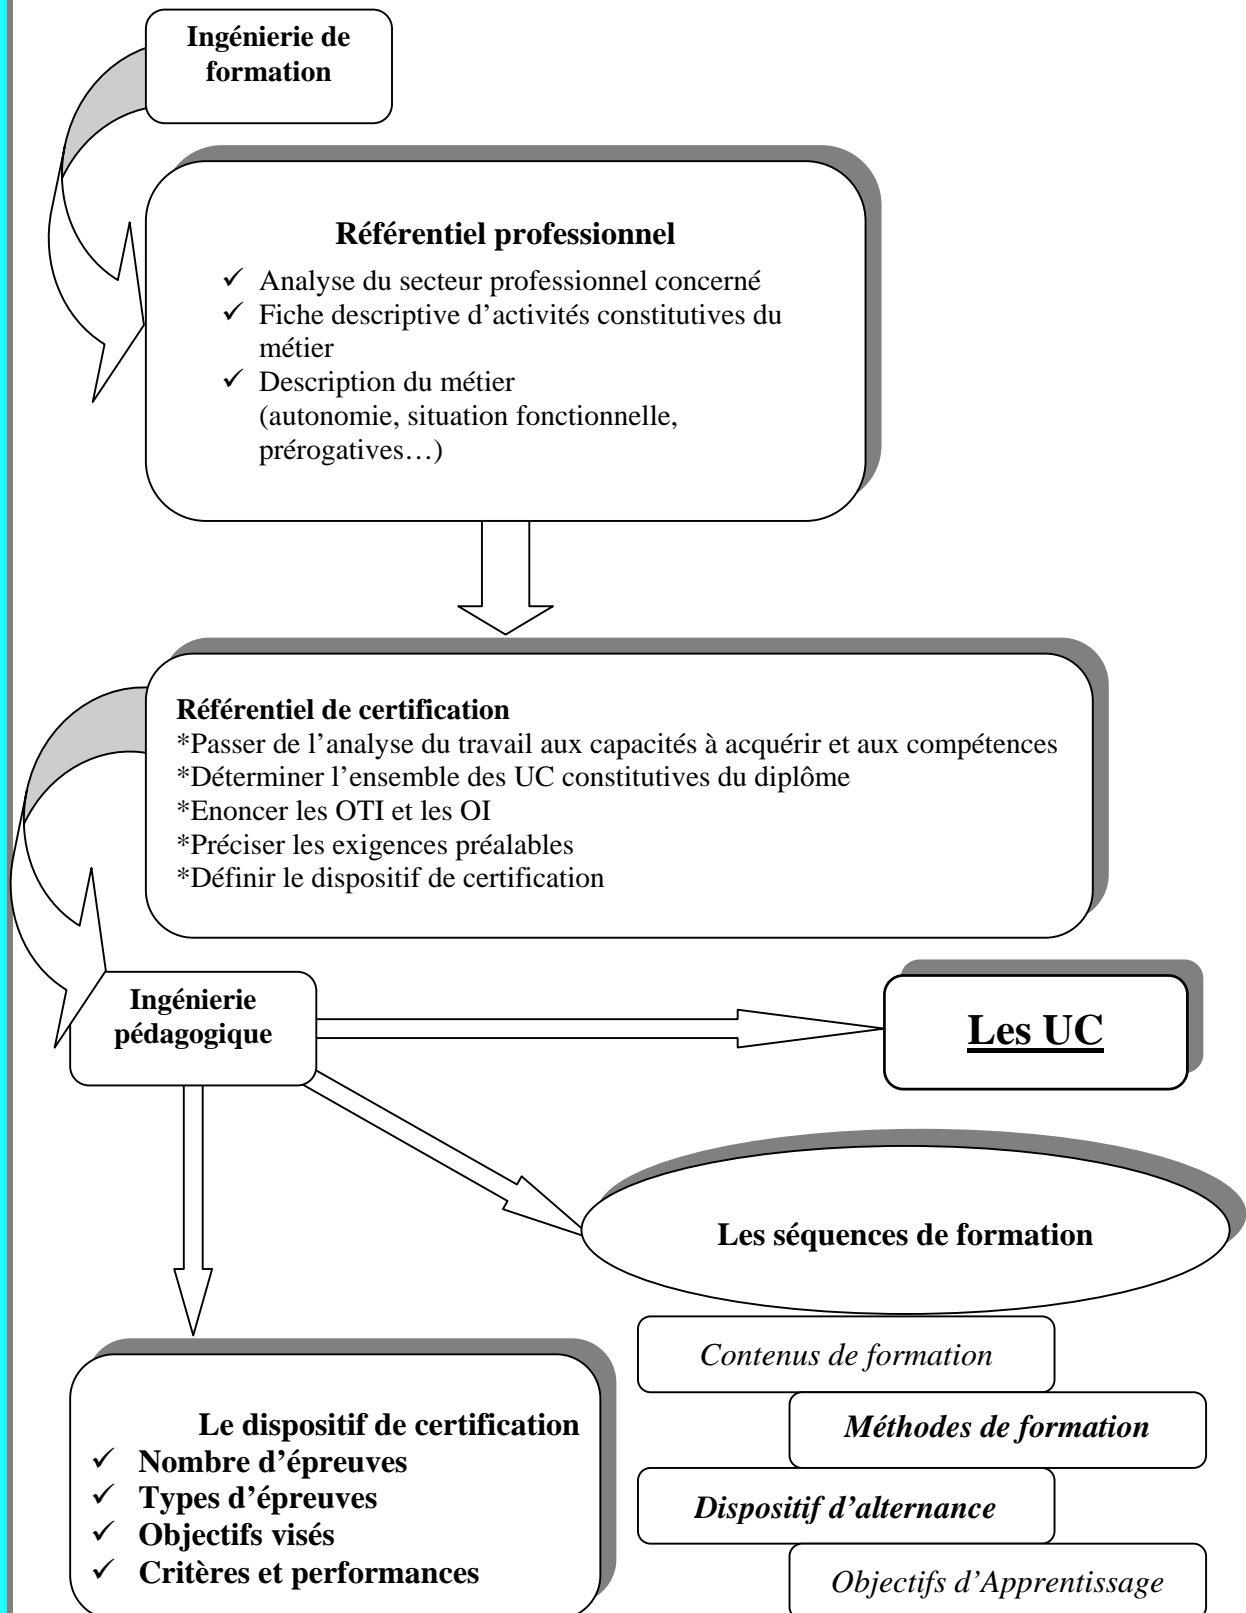 Ingénierie de
formation
Référentiel professionnel
✓ Analyse du secteur professionnel concerné
✓ Fiche descriptive d’activités constitutives du
métier
✓ Description du métier
(autonomie, situation fonctionnelle,
prérogatives…)
Référentiel de certification
*Passer de l’analyse du travail aux capacités à acquérir et aux compétences
*Déterminer l’ensemble des UC constitutives du diplôme
*Enoncer les OTI et les OI
*Préciser les exigences préalables
*Définir le dispositif de certification
Ingénierie
pédagogique
Les UC
Les séquences de formation
Contenus de formation
Méthodes de formation
Dispositif d’alternance
Objectifs d’Apprentissage
Le dispositif de certification
✓ Nombre d’épreuves
✓ Types d’épreuves
✓ Objectifs visés
✓ Critères et performances